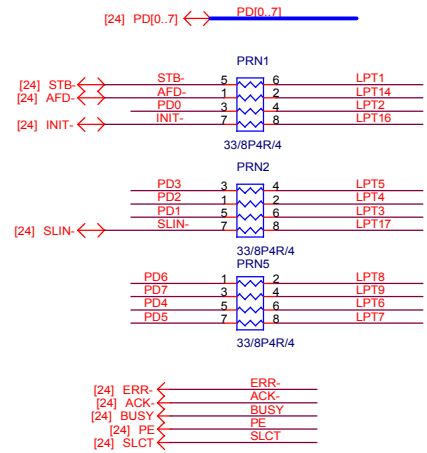 [24] PD[0..7] PD[0..7]
PRN1
[24] STB- STB- 5 6 LPT1
[24] AFD- AFD- 1 2 LPT14
PD0 3 4 LPT2
[24] INIT- INIT- 7 8 LPT16
33/8P4R/4
PRN2
PD3 3 4 LPT5
PD2 1 2 LPT4
PD1 5 6 LPT3
[24] SLIN- SLIN- 7 8 LPT17
33/8P4R/4
PRN5
PD6 1 2 LPT8
PD7 3 4 LPT9
PD4 5 6 LPT6
PD5 7 8 LPT7
33/8P4R/4
[24] ERR- ERR-
[24] ACK- ACK-
[24] BUSY BUSY
[24] PE PE
[24] SLCT SLCT